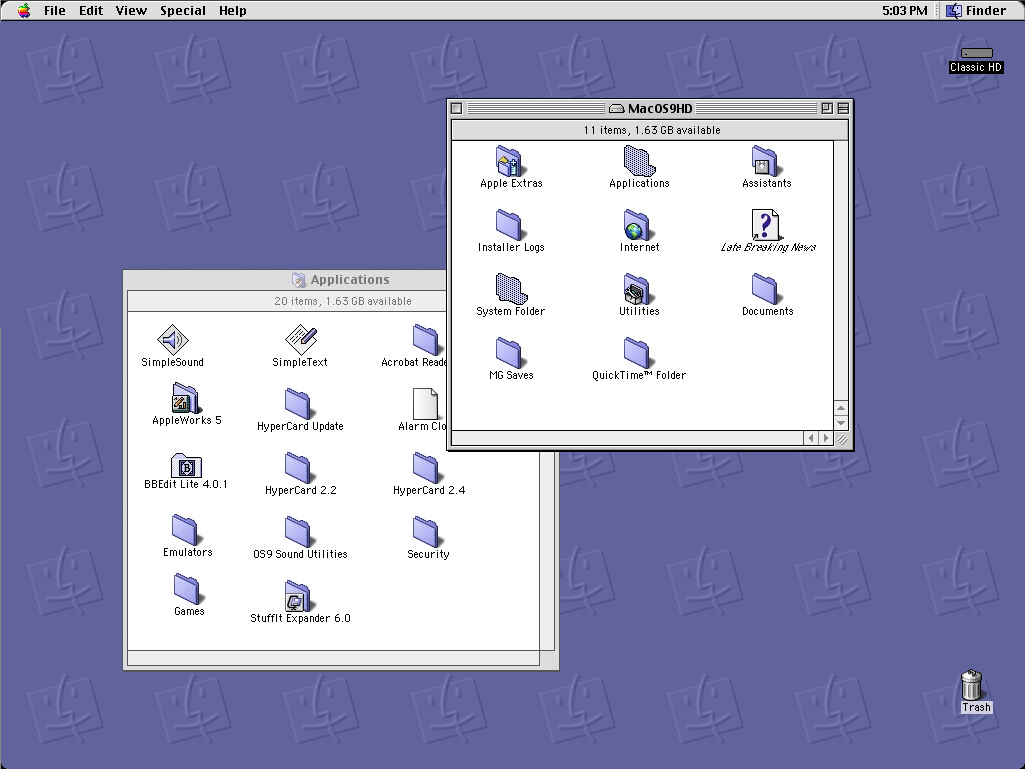 File Edit View Special Help 5:03 PM Finder
Classic HD
MacOS9HD
11 items, 1.63 GB available
Apple Extras Applications Assistants
Installer Logs Internet Late Breaking News
System Folder Utilities Documents
MG Saves QuickTime™ Folder
Applications
20 items, 1.63 GB available
SimpleSound SimpleText Acrobat Reade
AppleWorks 5 HyperCard Update Alarm Clo
BBEdit Lite 4.0.1 HyperCard 2.2 HyperCard 2.4
Emulators OS9 Sound Utilities Security
Games StuffIt Expander 6.0
Trash